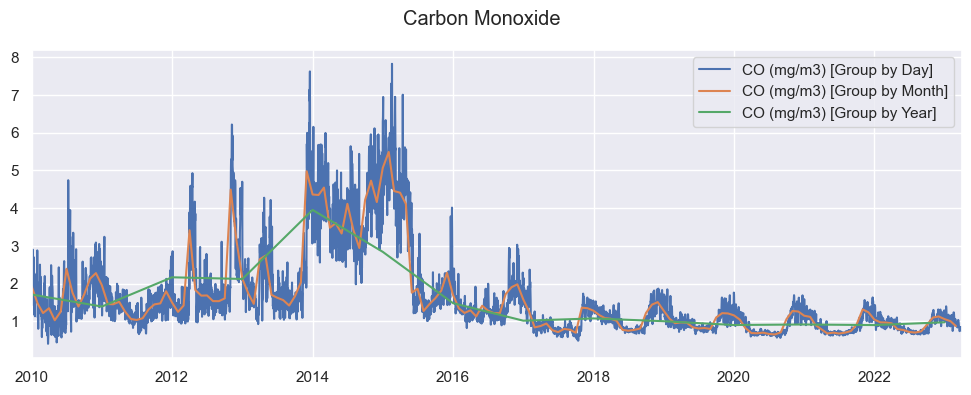 Carbon Monoxide
8
7
6
5
4
3
2
1
CO (mg/m3) [Group by Day]
CO (mg/m3) [Group by Month]
CO (mg/m3) [Group by Year]
2010 2012 2014 2016 2018 2020 2022